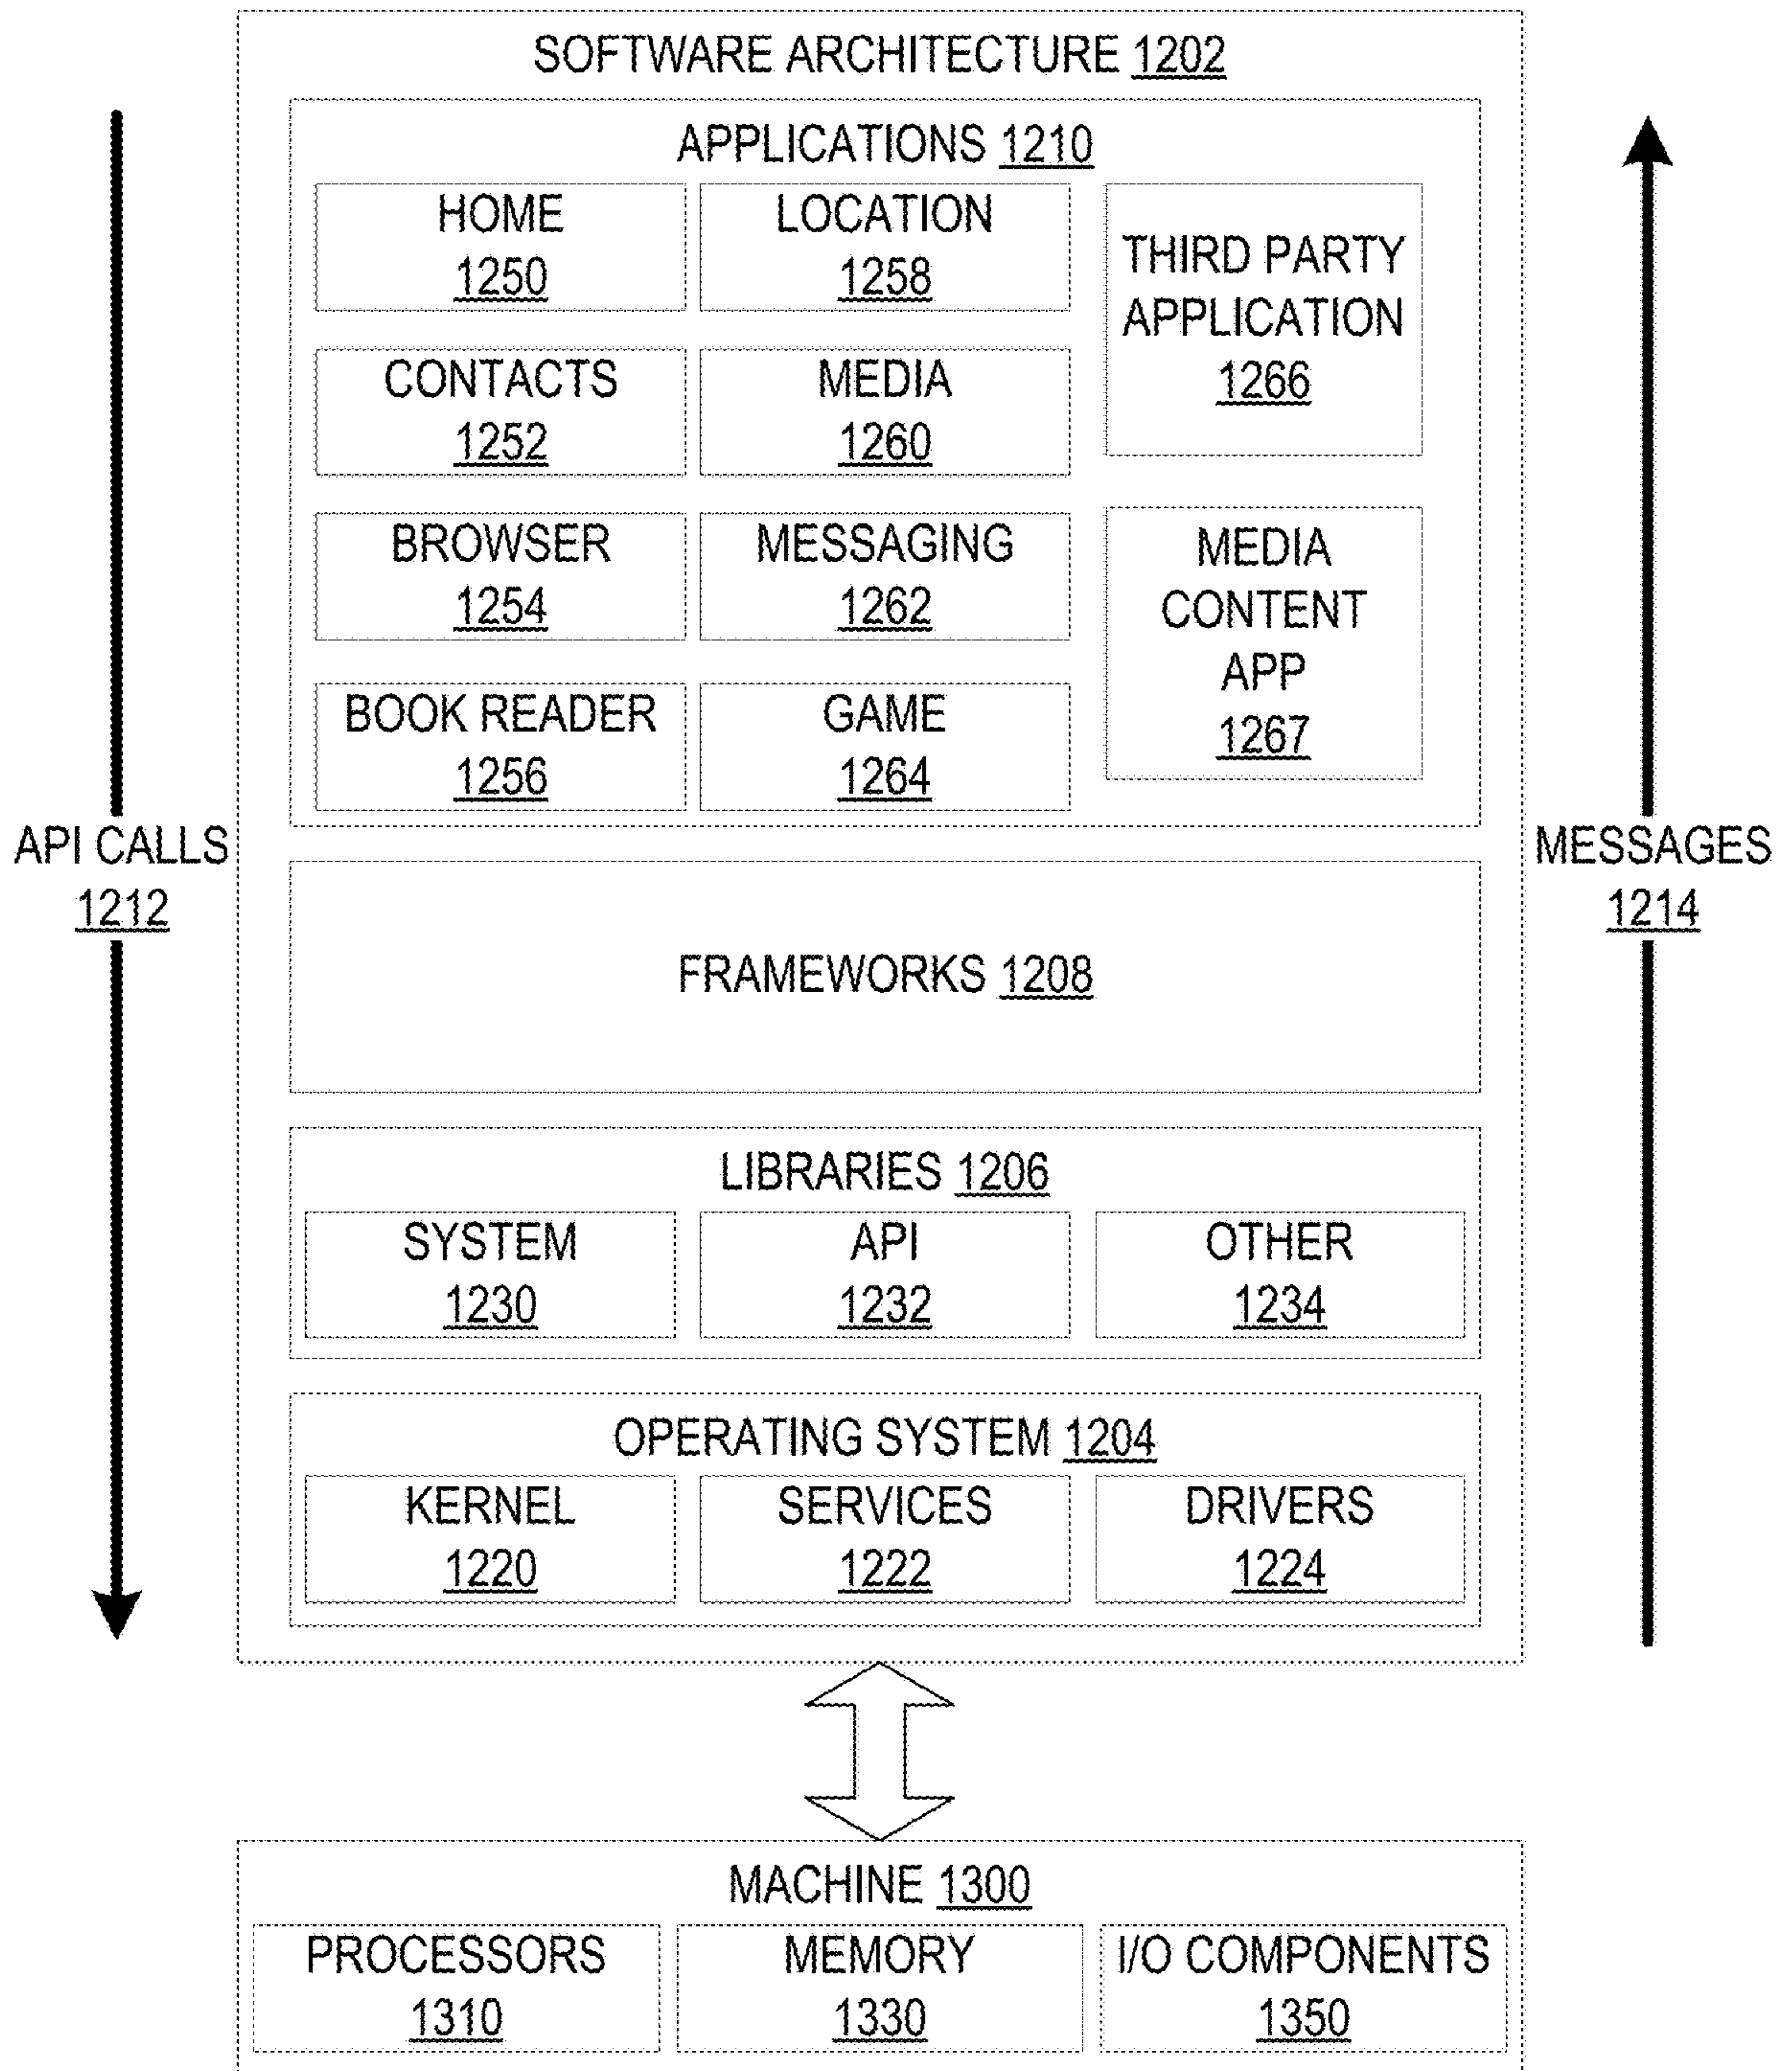 SOFTWARE ARCHITECTURE 1202
APPLICATIONS 1210
HOME
1250
LOCATION
1258
THIRD PARTY
APPLICATION
1266
CONTACTS
1252
MEDIA
1260
BROWSER
1254
MESSAGING
1262
MEDIA
CONTENT
APP
1267
BOOK READER
1256
GAME
1264
API CALLS
1212
MESSAGES
1214
FRAMEWORKS 1208
LIBRARIES 1206
SYSTEM
1230
API
1232
OTHER
1234
OPERATING SYSTEM 1204
KERNEL
1220
SERVICES
1222
DRIVERS
1224
MACHINE 1300
PROCESSORS
1310
MEMORY
1330
I/O COMPONENTS
1350